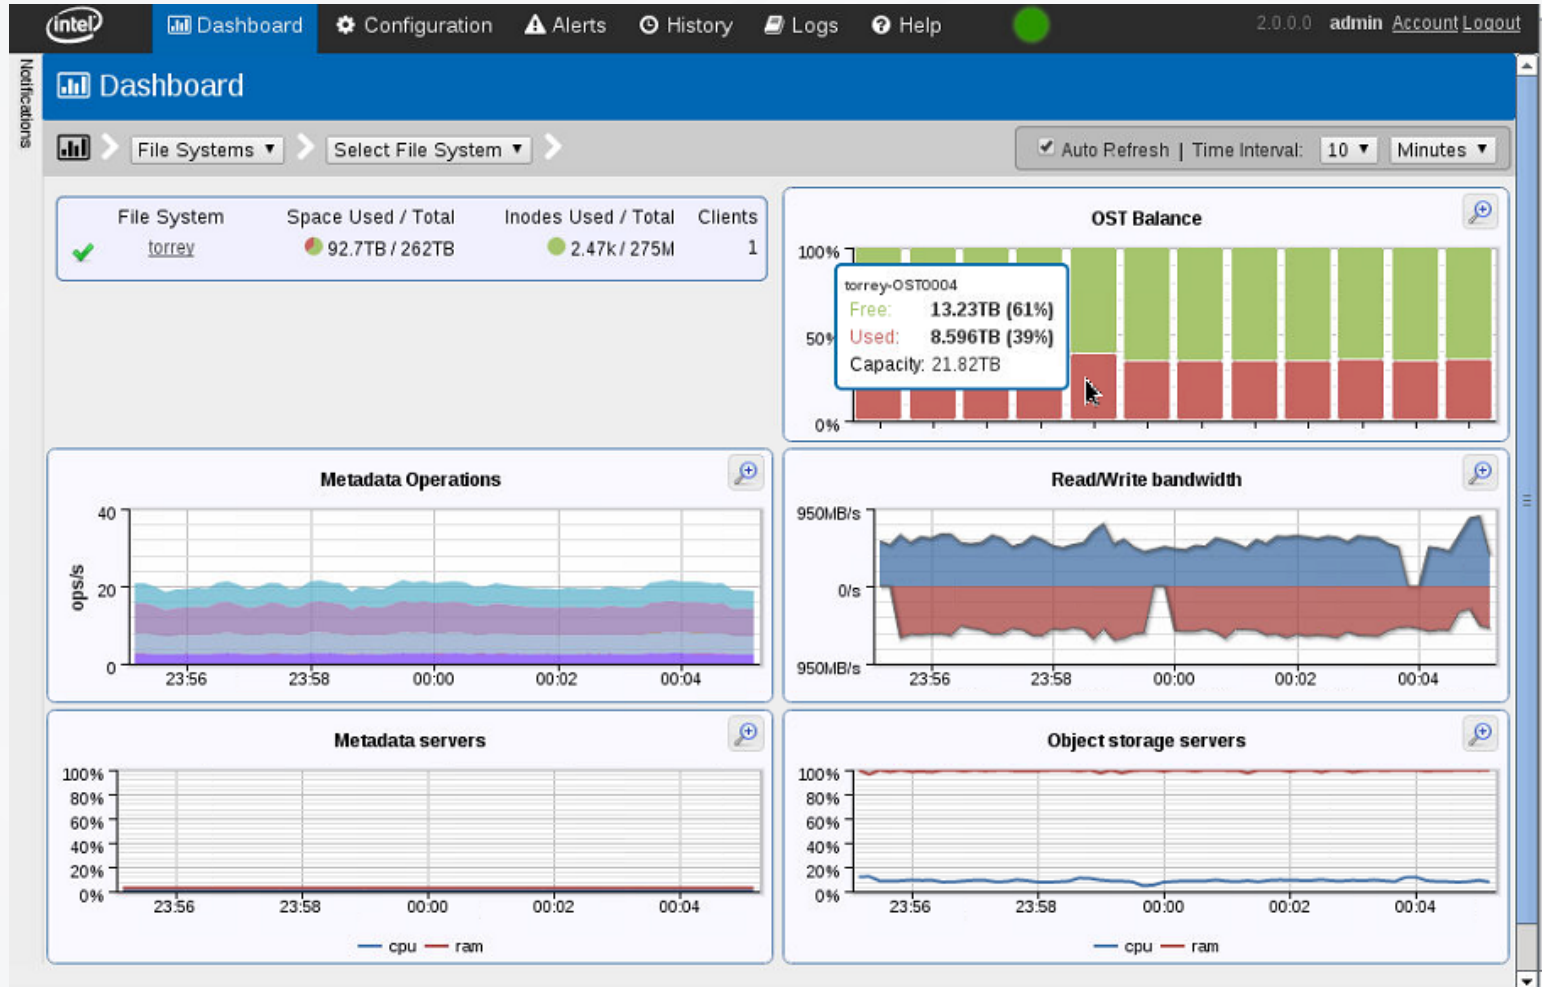 intel Dashboard Configuration Alerts History Logs Help 2.0.0.0 admin Account Logout
Notifications
Dashboard
File Systems ▼ Select File System ▼ Auto Refresh | Time Interval: 10 ▼ Minutes ▼
File System Space Used / Total Inodes Used / Total Clients
torrey 92.7TB / 262TB 2.47k / 275M 1
OST Balance
100%
50%
0%
torrey-OST0004
Free: 13.23TB (61%)
Used: 8.596TB (39%)
Capacity: 21.82TB
Metadata Operations
ops/s
40
20
0
23:56 23:58 00:00 00:02 00:04
Read/Write bandwidth
950MB/s
0/s
950MB/s
23:56 23:58 00:00 00:02 00:04
Metadata servers
100%
80%
60%
40%
20%
0%
23:56 23:58 00:00 00:02 00:04
cpu ram
Object storage servers
100%
80%
60%
40%
20%
0%
23:56 23:58 00:00 00:02 00:04
cpu ram